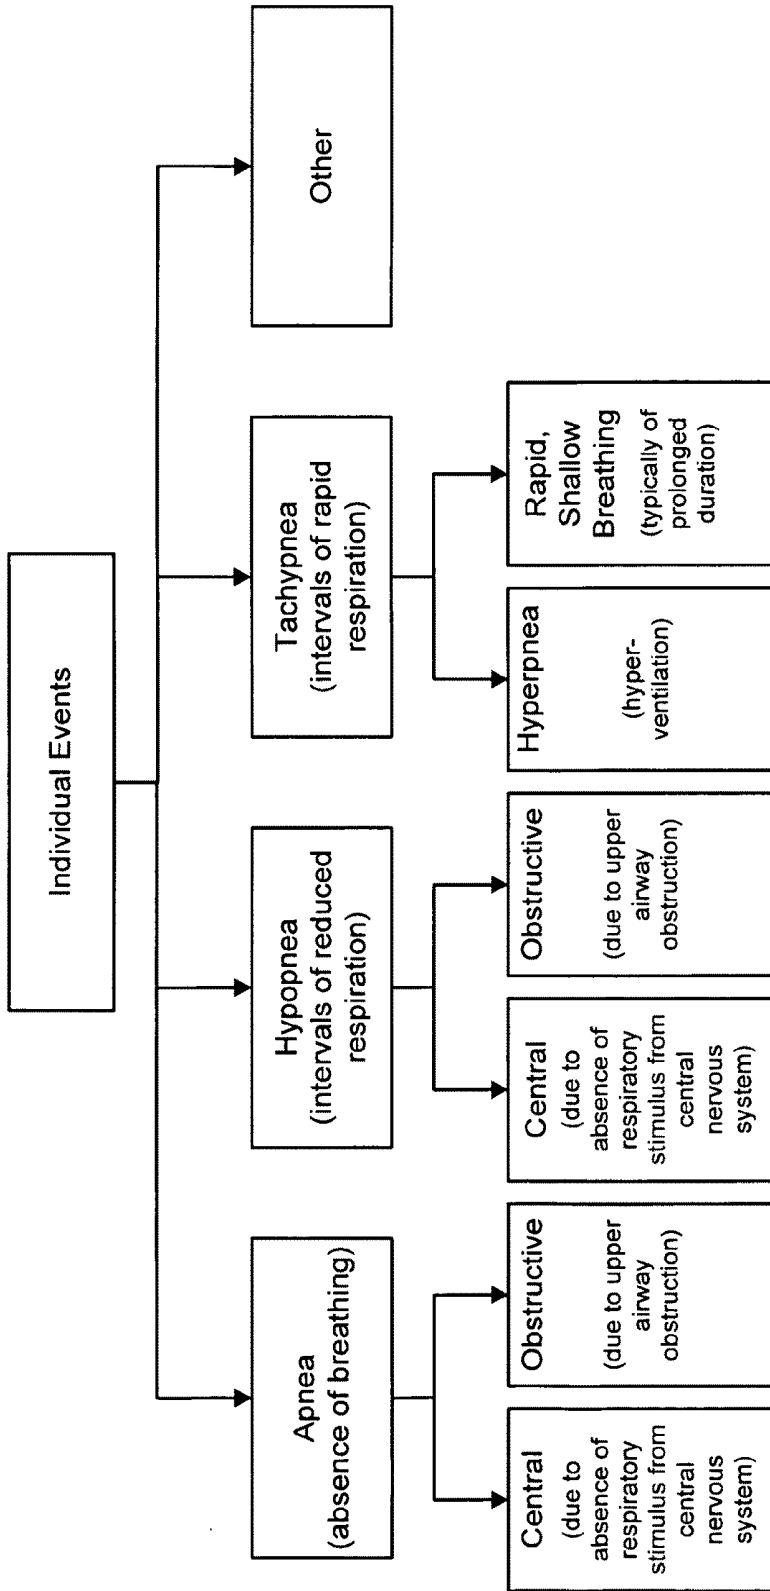 Individual Events
Apnea
(absence of breathing)
Hypopnea
(intervals of reduced
respiration)
Tachypnea
(intervals of rapid
respiration)
Other
Central
(due to
absence of
respiratory
stimulus from
central
nervous
system)
Obstructive
(due to upper
airway
obstruction)
Central
(due to
absence of
respiratory
stimulus from
central
nervous
system)
Obstructive
(due to upper
airway
obstruction)
Hyperpnea
(hyper-
ventilation)
Rapid,
Shallow
Breathing
(typically of
prolonged
duration)